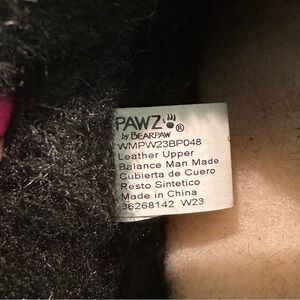 PAWZ®
by BEARPAW
WMPW23BP048
Leather Upper
Balance Man Made
Cubierta de Cuero
Resto Sintetico
Made in China
36268142 W23